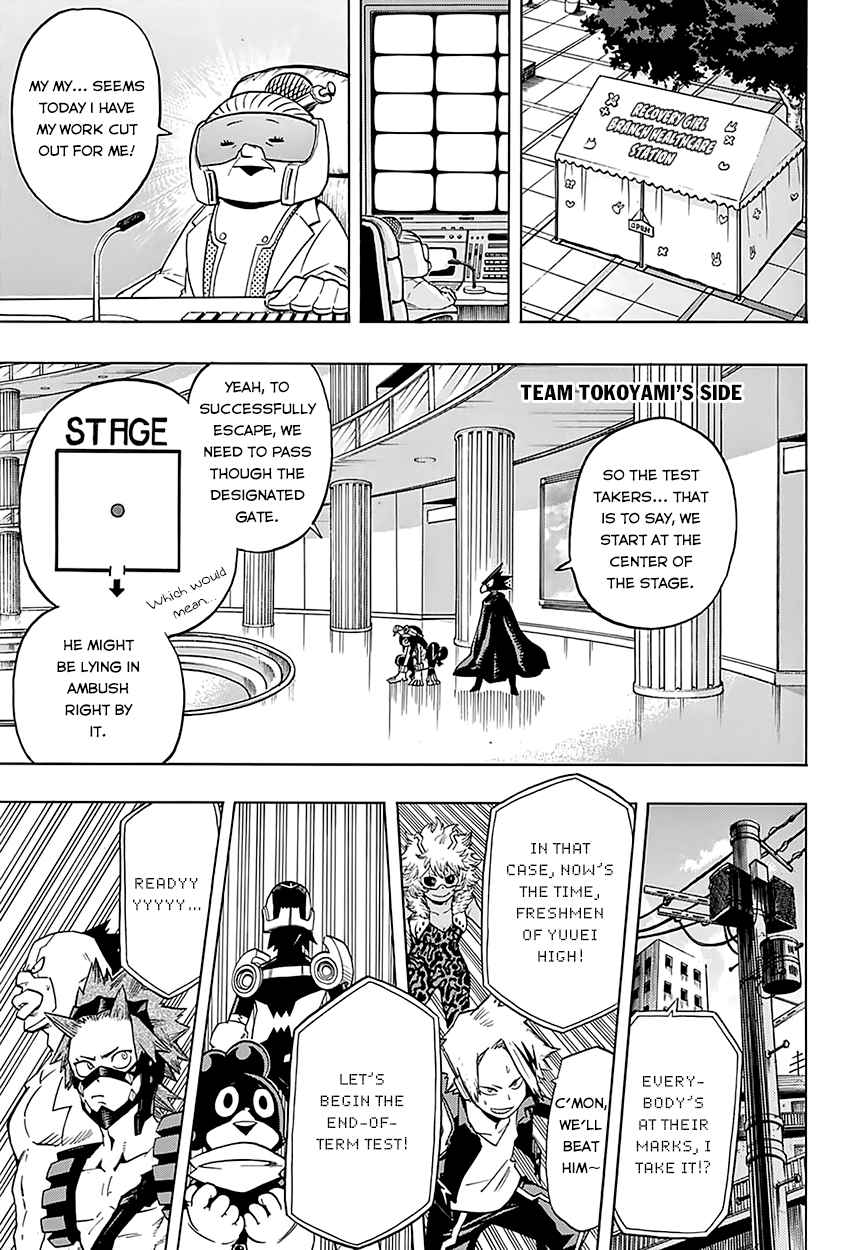 RECOVERY GIRL
BRANCH HEALTHCARE
STATION
OPEN
MY MY... SEEMS
TODAY I HAVE
MY WORK CUT
OUT FOR ME!
TEAM TOKOYAMI'S SIDE
SO THE TEST
TAKERS... THAT
IS TO SAY, WE
START AT THE
CENTER OF
THE STAGE.
YEAH, TO
SUCCESSFULLY
ESCAPE, WE
NEED TO PASS
THOUGH THE
DESIGNATED
GATE.
STAGE
Which would
mean...
HE MIGHT
BE LYING IN
AMBUSH
RIGHT BY
IT.
EVERY-
BODY'S
AT THEIR
MARKS, I
TAKE IT!?
IN THAT
CASE, NOW'S
THE TIME,
FRESHMEN
OF YUUEI
HIGH!
C'MON,
WE'LL
BEAT
HIM~
LET'S
BEGIN THE
END-OF-
TERM TEST!
READYY
YYYYY...